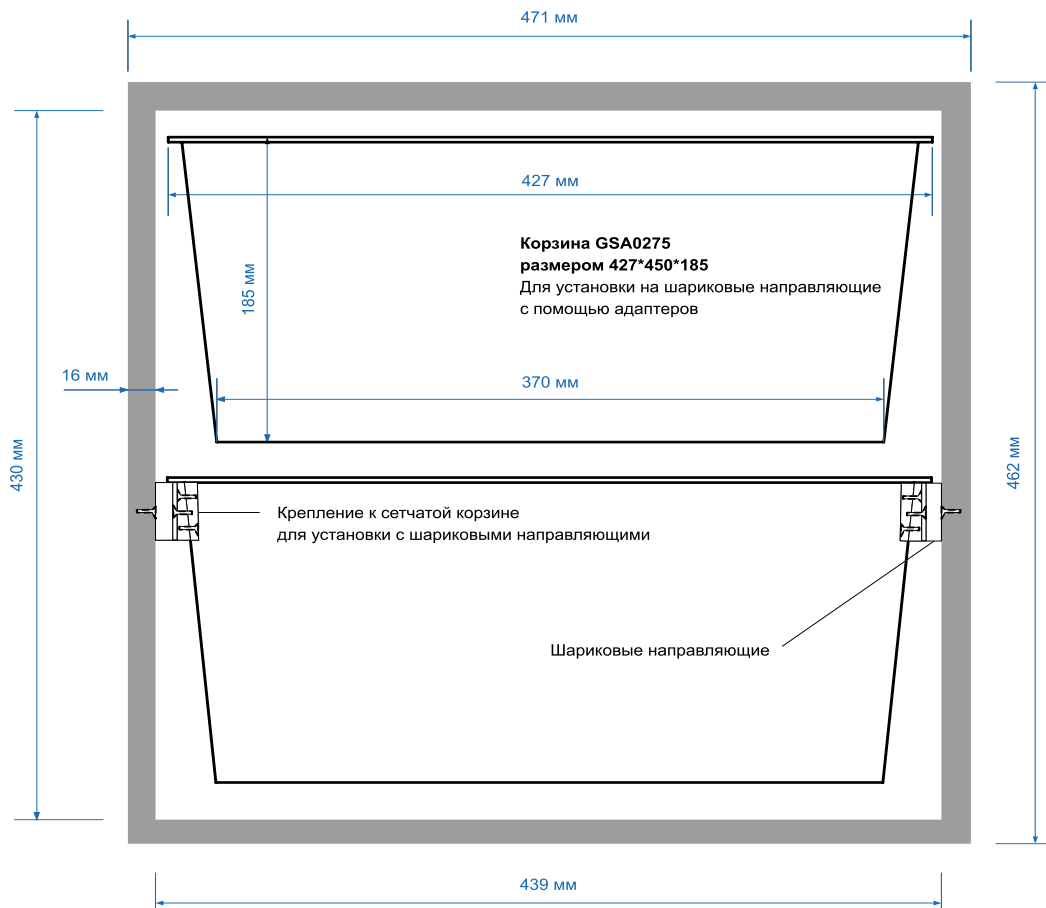 471 мм
427 мм
Корзина GSA0275
размером 427*450*185
Для установки на шариковые направляющие
с помощью адаптеров
185 мм
16 мм
370 мм
430 мм
462 мм
Крепление к сетчатой корзине
для установки с шариковыми направляющими
Шариковые направляющие
439 мм